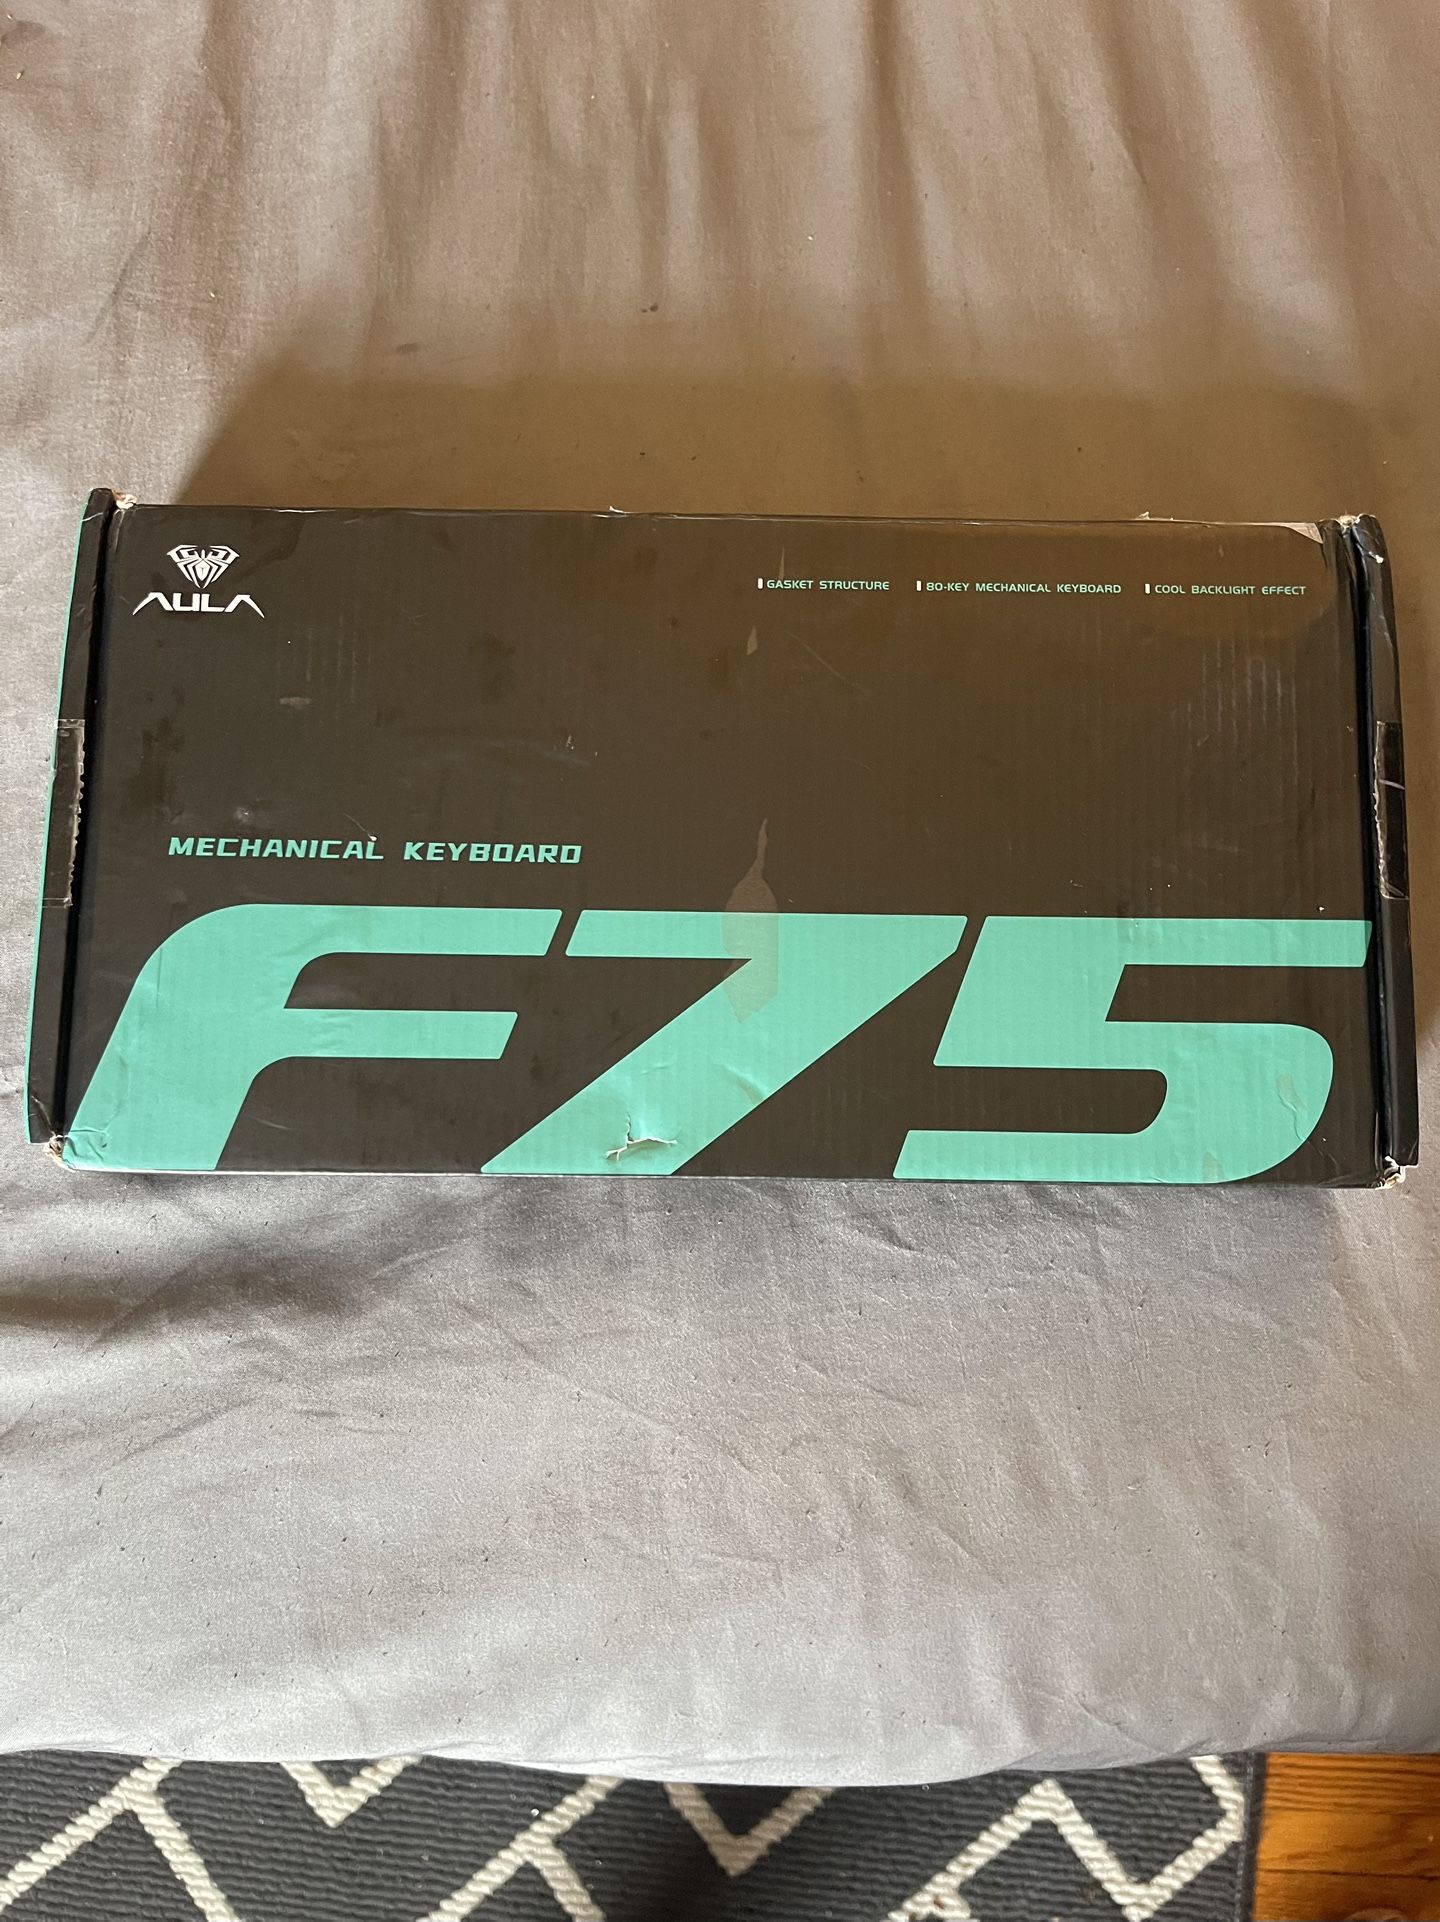 AULA
GASKET STRUCTURE 80-KEY MECHANICAL KEYBOARD COOL BACKLIGHT EFFECT
MECHANICAL KEYBOARD
F75